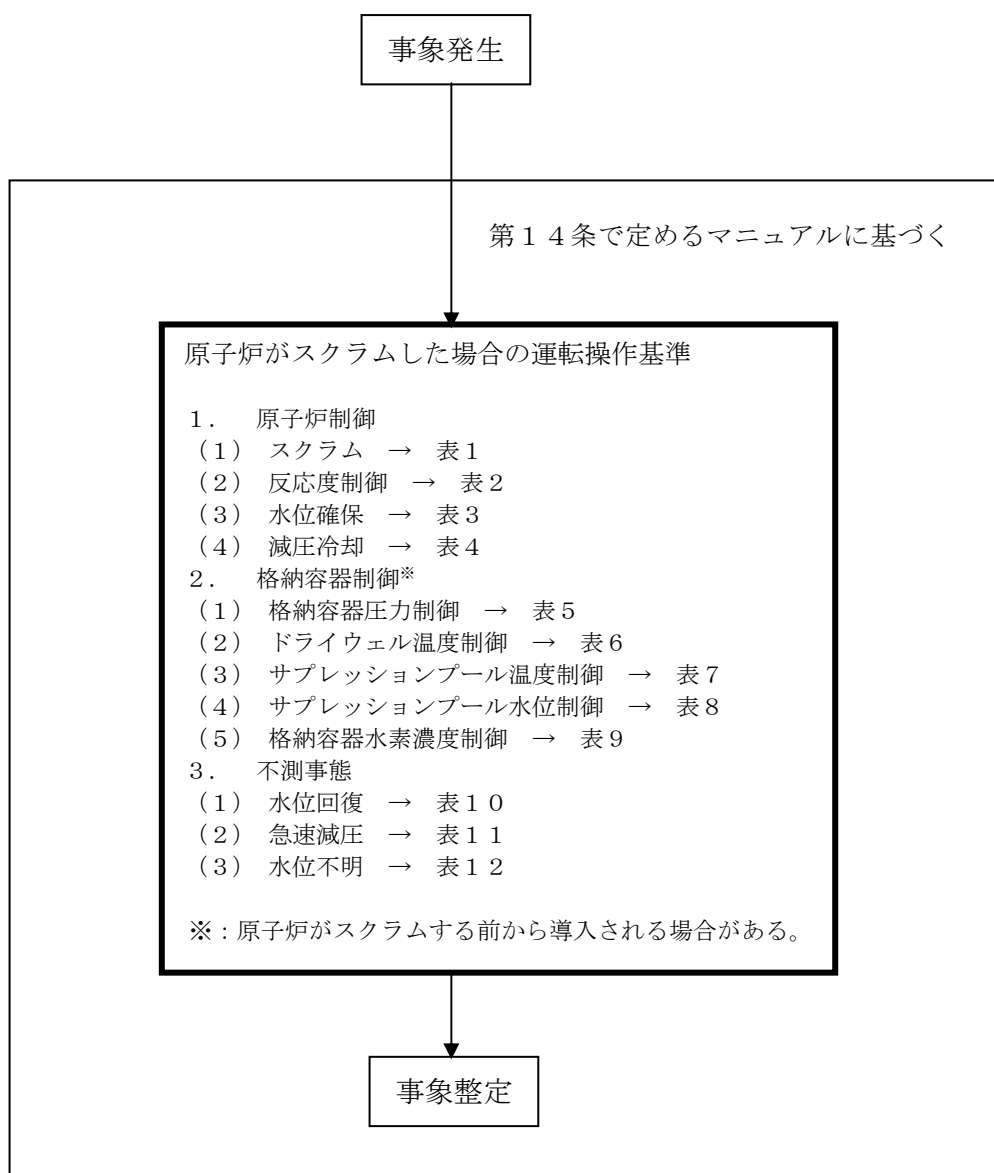 事象発生
第１４条で定めるマニュアルに基づく
原子炉がスクラムした場合の運転操作基準
１． 原子炉制御
（１） スクラム → 表１
（２） 反応度制御 → 表２
（３） 水位確保 → 表３
（４） 減圧冷却 → 表４
２． 格納容器制御※
（１） 格納容器圧力制御 → 表５
（２） ドライウェル温度制御 → 表６
（３） サプレッションプール温度制御 → 表７
（４） サプレッションプール水位制御 → 表８
（５） 格納容器水素濃度制御 → 表９
３． 不測事態
（１） 水位回復 → 表１０
（２） 急速減圧 → 表１１
（３） 水位不明 → 表１２
※：原子炉がスクラムする前から導入される場合がある。
事象整定